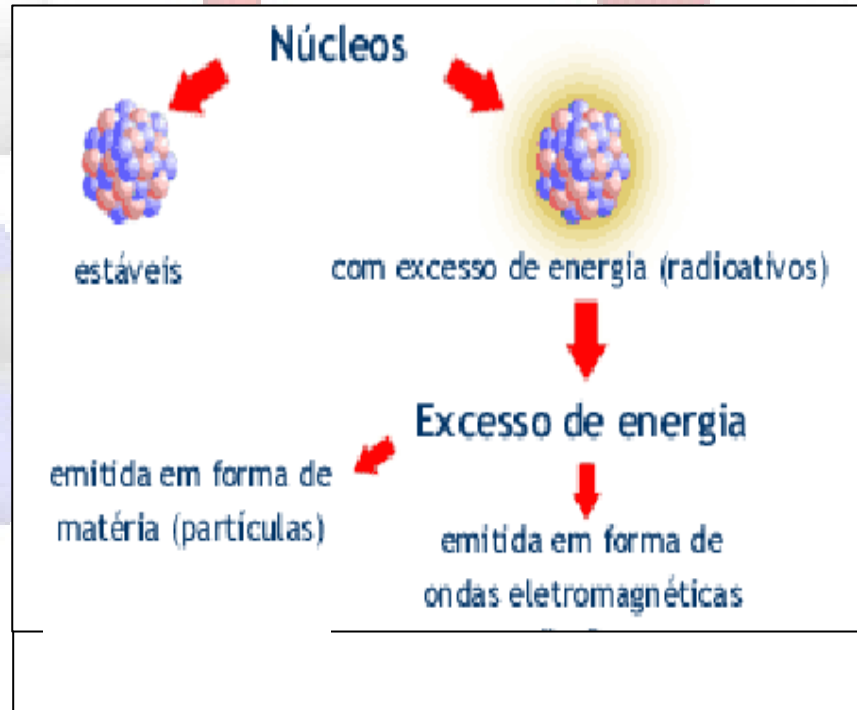 Núcleos
estáveis
com excesso de energia (radioativos)
Excesso de energia
emitida em forma de
matéria (partículas)
emitida em forma de
ondas eletromagnéticas